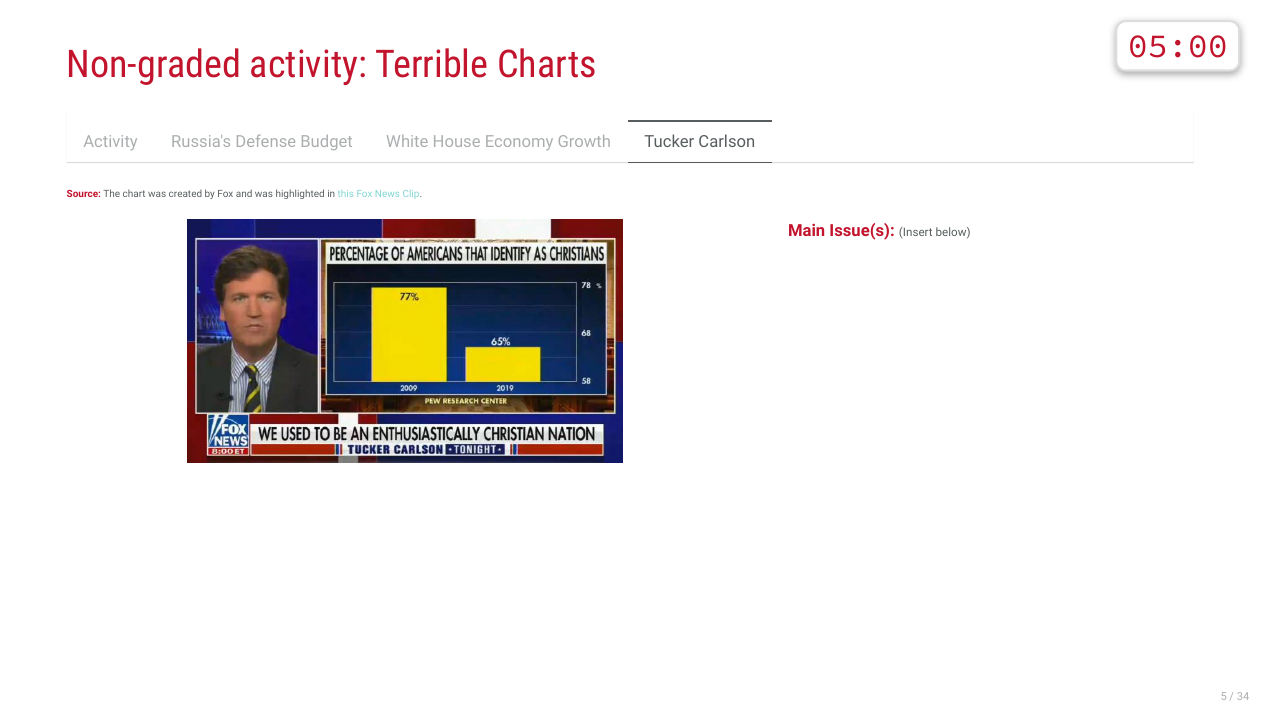 Non-graded activity: Terrible Charts
05:00
Activity
Russia's Defense Budget
White House Economy Growth
Tucker Carlson
Source: The chart was created by Fox and was highlighted in this Fox News Clip.
Main Issue(s): (Insert below)
PERCENTAGE OF AMERICANS THAT IDENTIFY AS CHRISTIANS
78 %
77%
68
65%
58
2009
2019
PEW RESEARCH CENTER
FOX
NEWS
8:00 ET
WE USED TO BE AN ENTHUSIASTICALLY CHRISTIAN NATION
TUCKER CARLSON • TONIGHT •
5 / 34